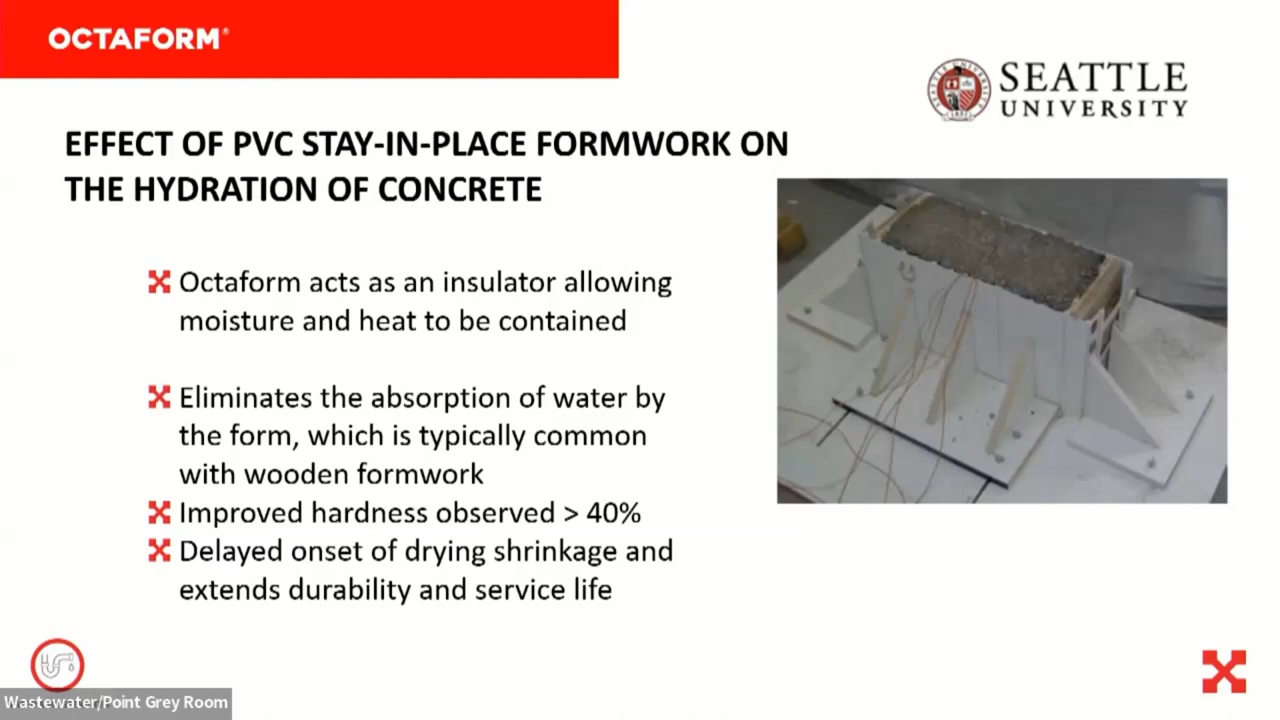 OCTAFORM®
SEATTLE
UNIVERSITY
EFFECT OF PVC STAY-IN-PLACE FORMWORK ON
THE HYDRATION OF CONCRETE
Octaform acts as an insulator allowing
moisture and heat to be contained
Eliminates the absorption of water by
the form, which is typically common
with wooden formwork
Improved hardness observed > 40%
Delayed onset of drying shrinkage and
extends durability and service life
Wastewater/Point Grey Room